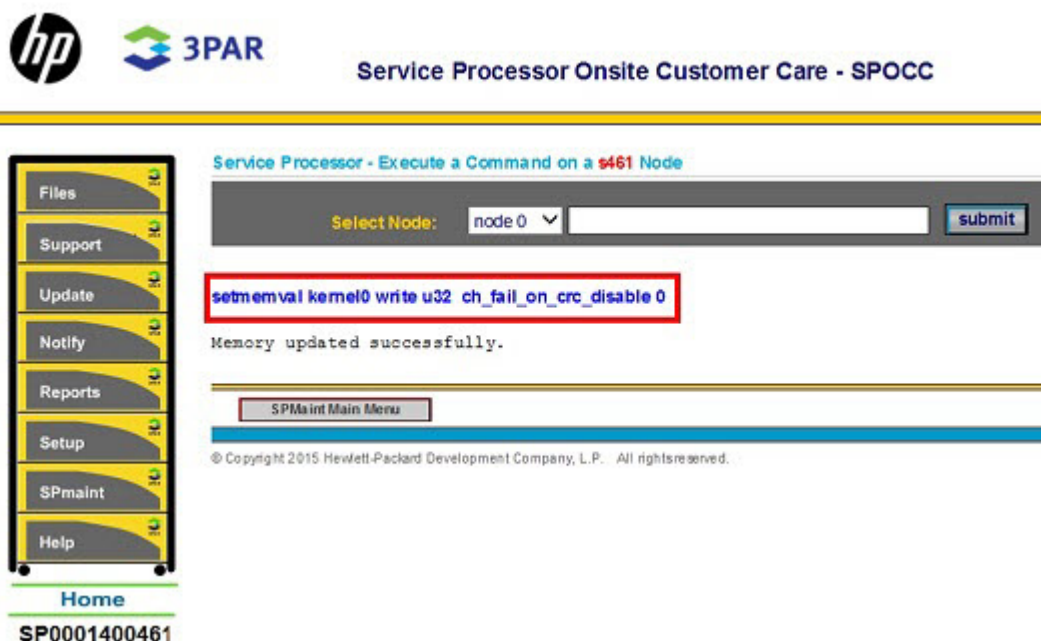 hp 3PAR
Service Processor Onsite Customer Care - SPOCC
Service Processor - Execute a Command on a s461 Node
Select Node: node 0 submit
setmemval kernel0 write u32 ch_fail_on_crc_disable 0
Memory updated successfully.
SPMaint Main Menu
© Copyright 2015 Hewlett-Packard Development Company, L.P. All rights reserved.
Files
Support
Update
Notify
Reports
Setup
SPmaint
Help
Home
SP0001400461